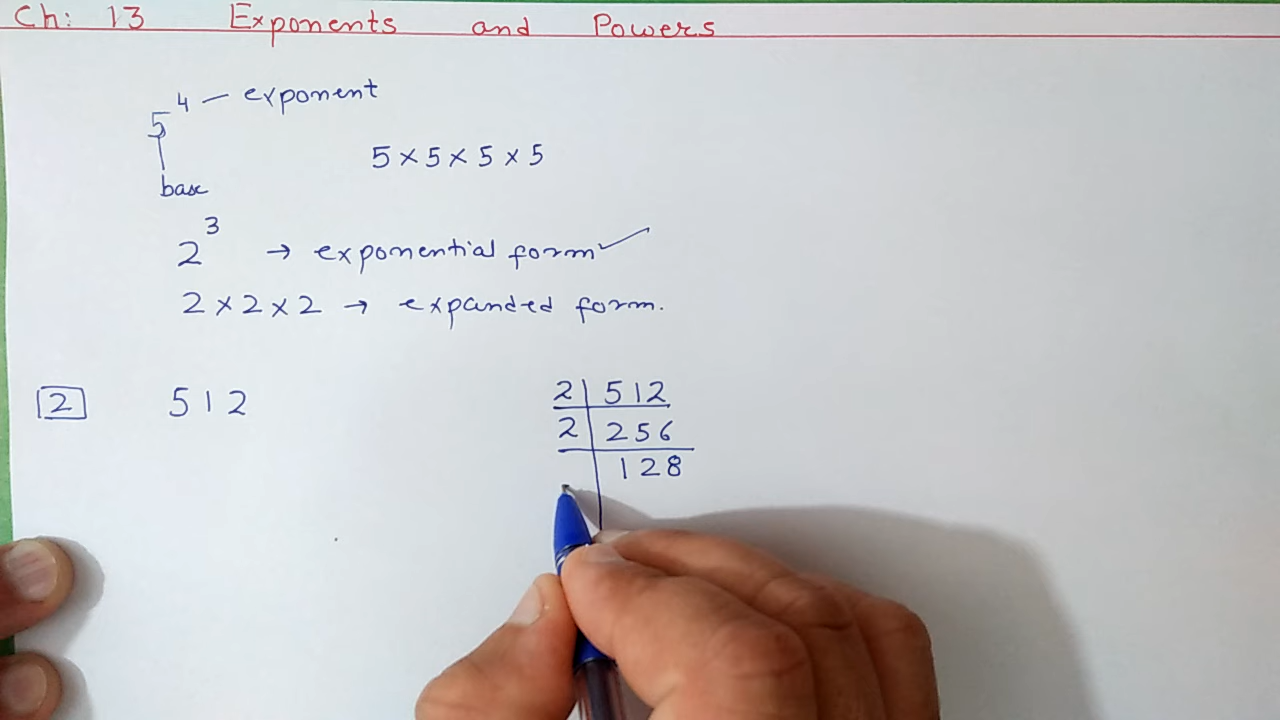 Ch: 13 Exponents and Powers
5⁴ — exponent
5 × 5 × 5 × 5
base
2³ → exponential form ✓
2 × 2 × 2 → expanded form.
2 512
2 | 512
2 | 256
128